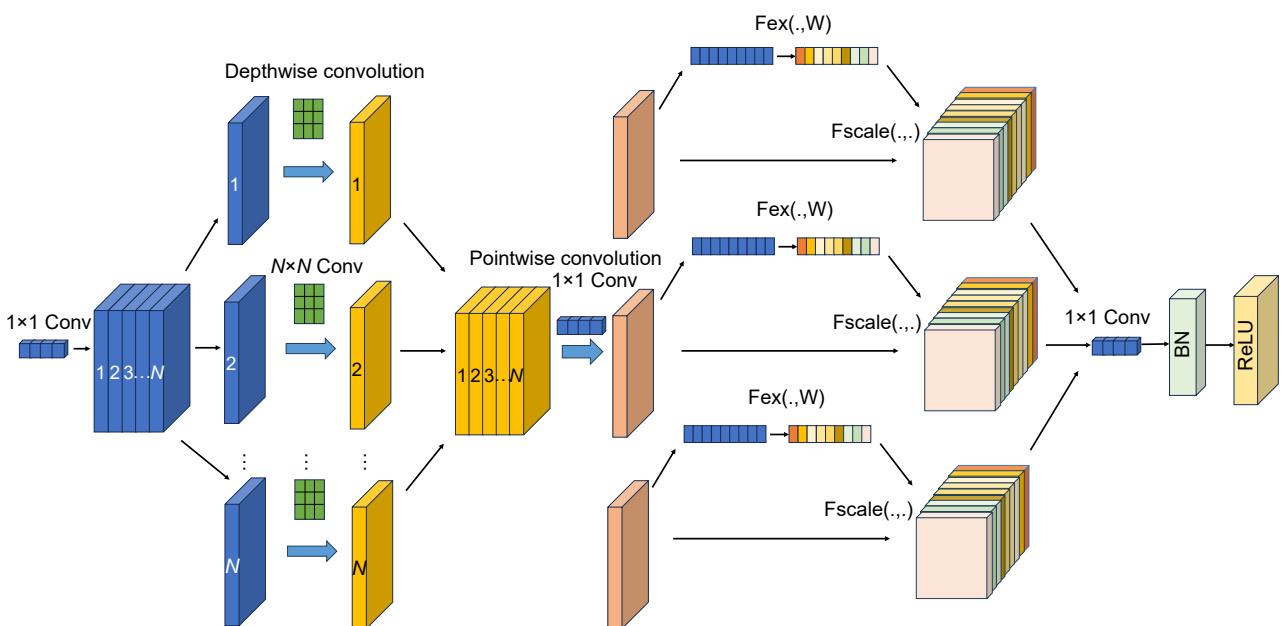 Fex(.,W)
Depthwise convolution
1
1
Fscale(.,.)
Fex(.,W)
Pointwise convolution
N×N Conv
1×1 Conv
1×1 Conv
1 2 3...N
2
2
1 2 3...N
Fscale(.,.)
1×1 Conv
BN
ReLU
Fex(.,W)
⋮
⋮
⋮
Fscale(.,.)
N
N